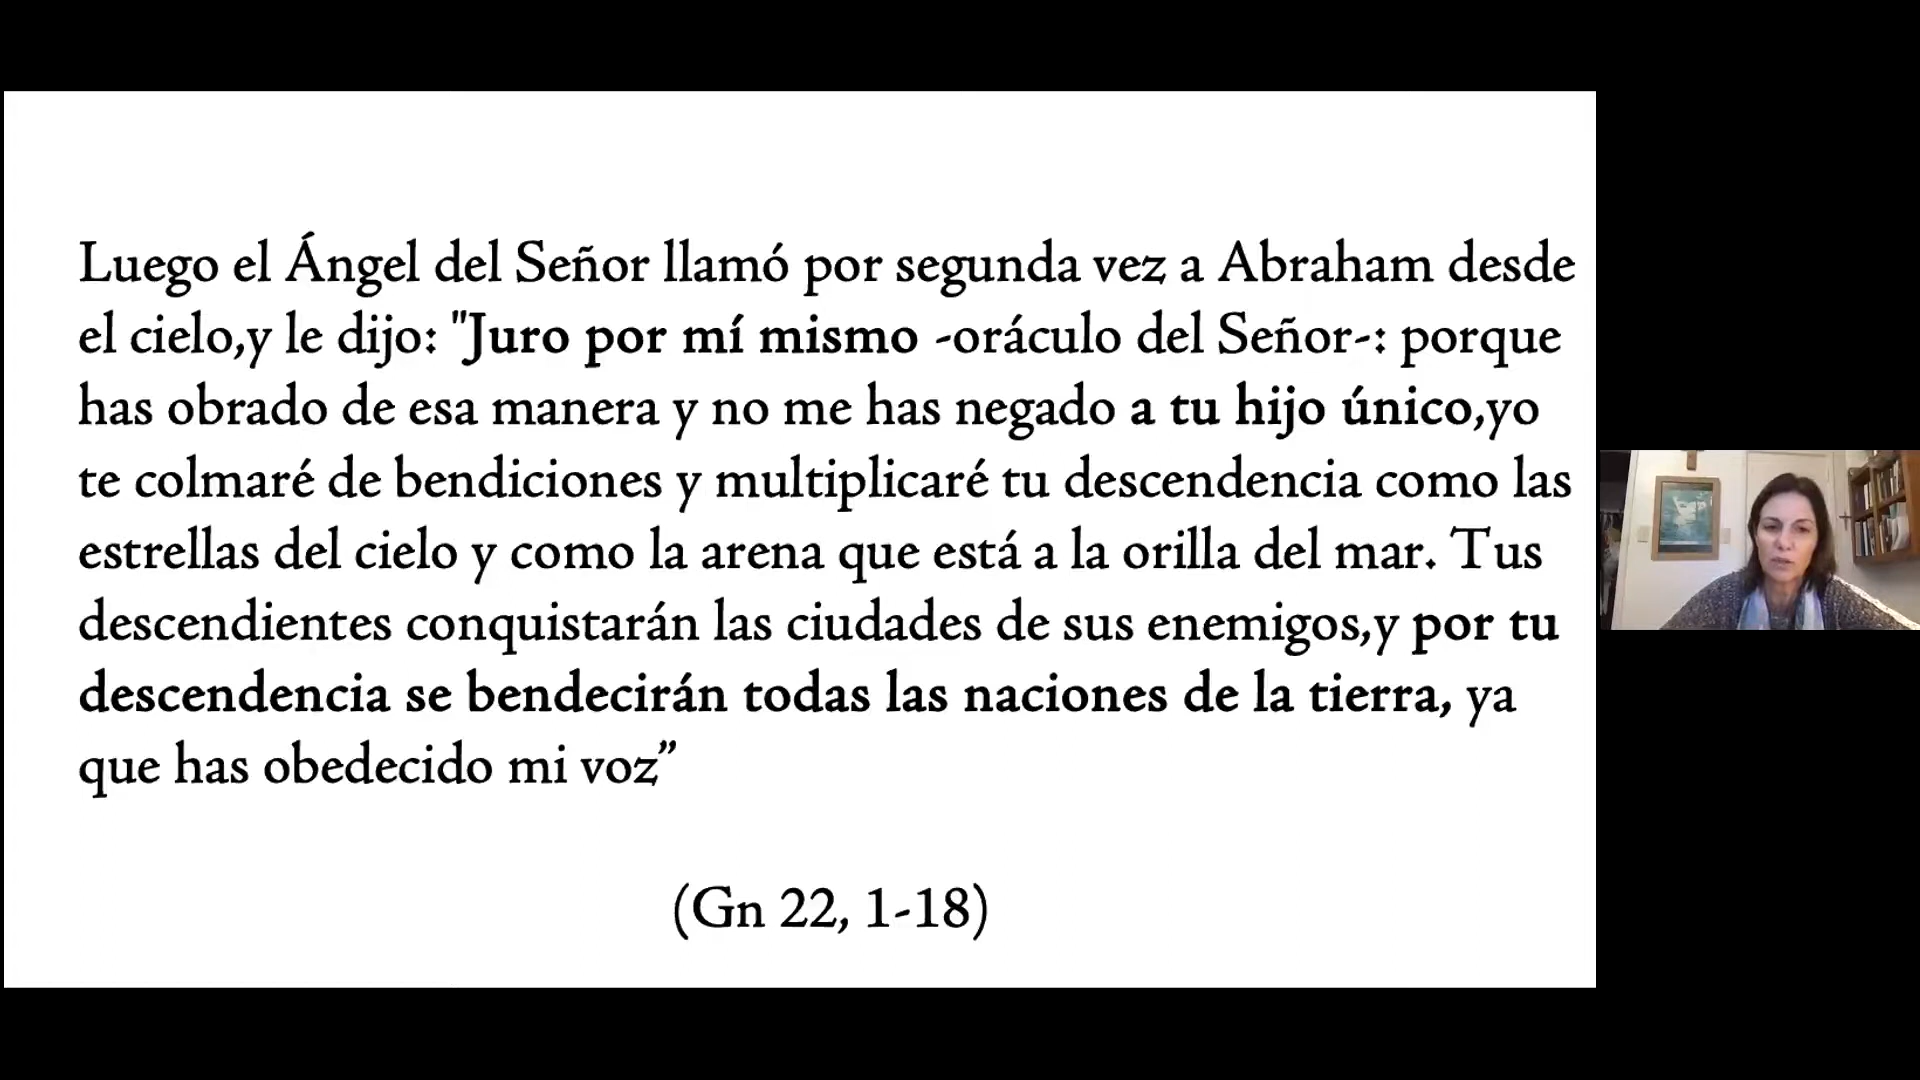 Luego el Ángel del Señor llamó por segunda vez a Abraham desde
el cielo,y le dijo: "Juro por mí mismo -oráculo del Señor-: porque
has obrado de esa manera y no me has negado a tu hijo único,yo
te colmaré de bendiciones y multiplicaré tu descendencia como las
estrellas del cielo y como la arena que está a la orilla del mar. Tus
descendientes conquistarán las ciudades de sus enemigos,y por tu
descendencia se bendecirán todas las naciones de la tierra, ya
que has obedecido mi voz”
(Gn 22, 1-18)